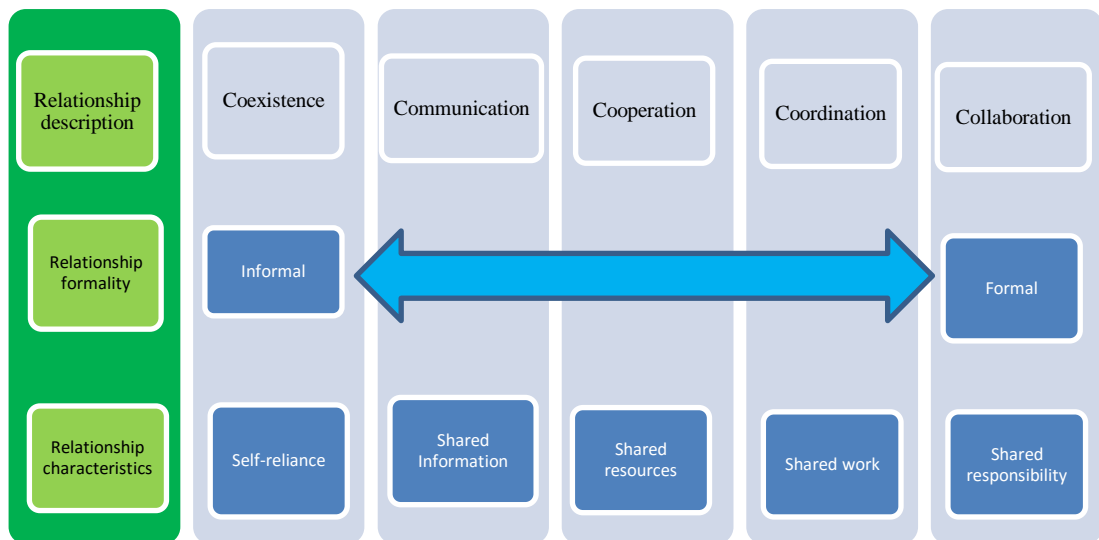 Relationship
description
Coexistence
Communication
Cooperation
Coordination
Collaboration
Relationship
formality
Informal
Formal
Relationship
characteristics
Self-reliance
Shared
Information
Shared
resources
Shared work
Shared
responsibility